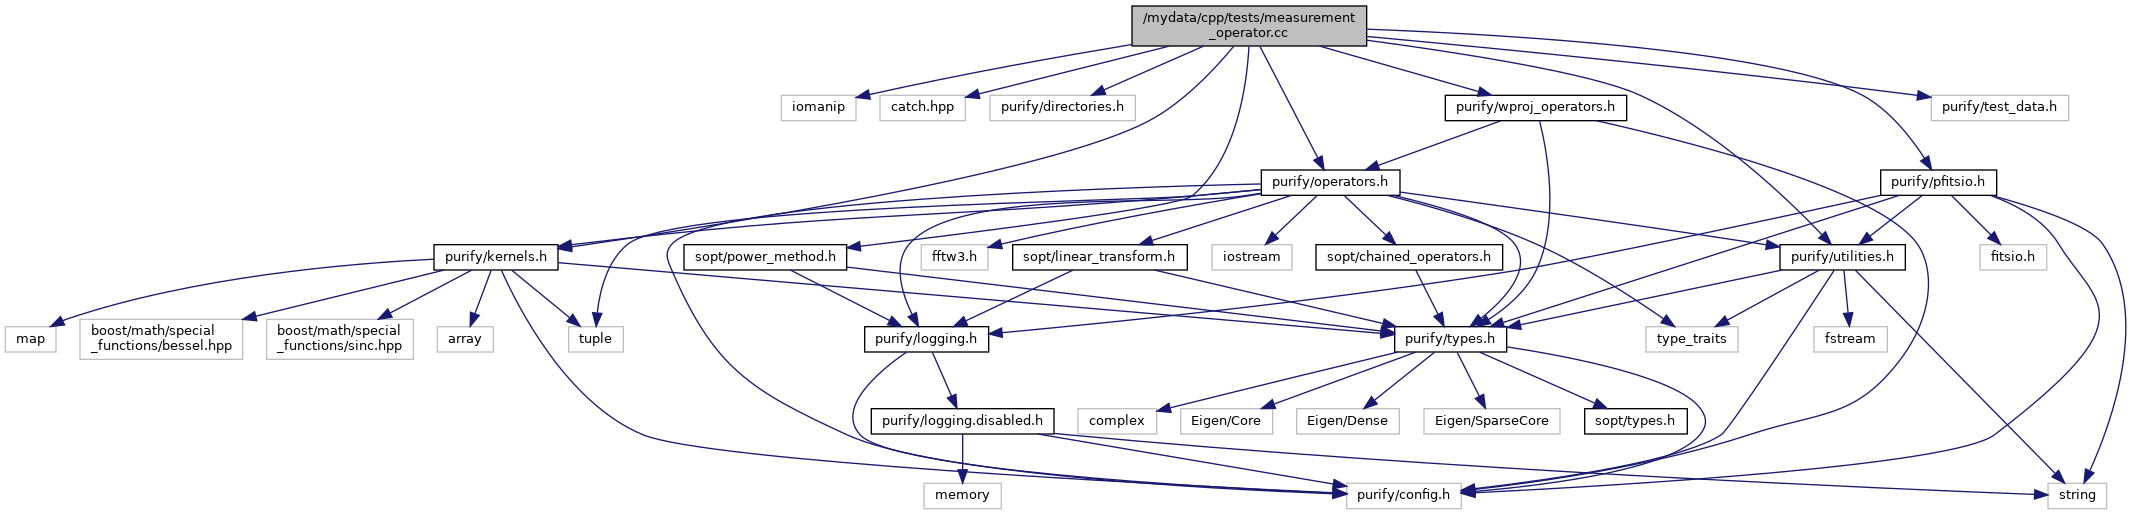 /mydata/cpp/tests/measurement
_operator.cc
iomanip
catch.hpp
purify/directories.h
purify/wproj_operators.h
purify/test_data.h
purify/operators.h
purify/pfitsio.h
purify/kernels.h
sopt/power_method.h
fftw3.h
sopt/linear_transform.h
iostream
sopt/chained_operators.h
purify/utilities.h
fitsio.h
map
boost/math/special
_functions/bessel.hpp
boost/math/special
_functions/sinc.hpp
array
tuple
purify/logging.h
purify/types.h
type_traits
fstream
purify/logging.disabled.h
complex
Eigen/Core
Eigen/Dense
Eigen/SparseCore
sopt/types.h
memory
purify/config.h
string